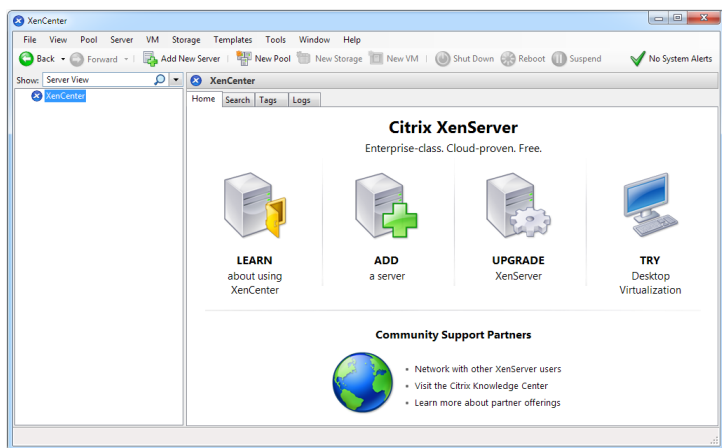 XenCenter
File View Pool Server VM Storage Templates Tools Window Help
Back Forward Add New Server New Pool New Storage New VM Shut Down Reboot Suspend No System Alerts
Show: Server View
XenCenter
XenCenter
Home Search Tags Logs
Citrix XenServer
Enterprise-class. Cloud-proven. Free.
LEARN
about using
XenCenter
ADD
a server
UPGRADE
XenServer
TRY
Desktop
Virtualization
Community Support Partners
Network with other XenServer users
Visit the Citrix Knowledge Center
Learn more about partner offerings